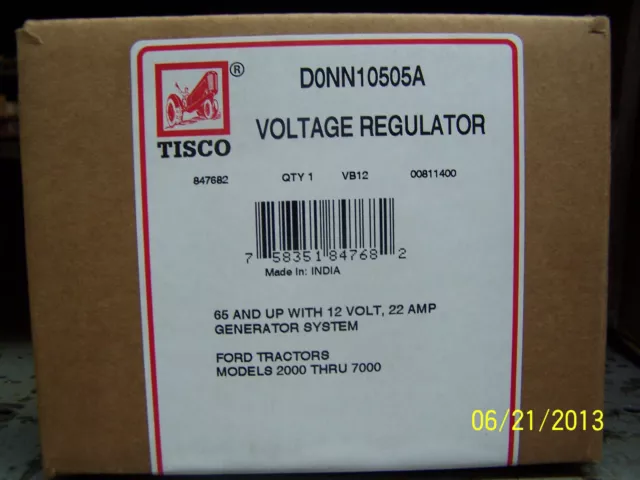 ®
D0NN10505A
VOLTAGE REGULATOR
TISCO
847682 QTY 1 VB12 00811400
7 58351 84768 2
Made In: INDIA
65 AND UP WITH 12 VOLT, 22 AMP
GENERATOR SYSTEM
FORD TRACTORS
MODELS 2000 THRU 7000
06/21/2013